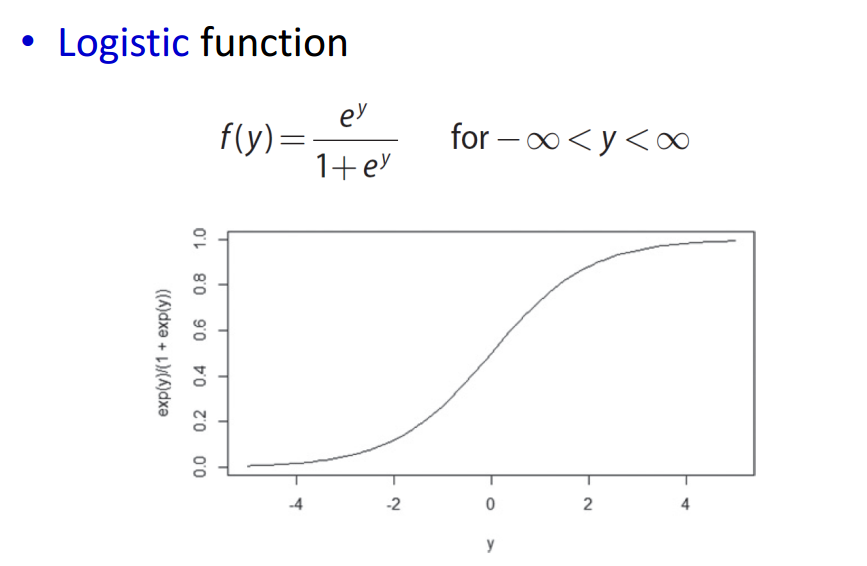 • Logistic function
f(y)= e^y / 1+e^y for −∞<y<∞
exp(y)/(1 + exp(y))
1.0
0.8
0.6
0.4
0.2
0.0
-4 -2 0 2 4
y